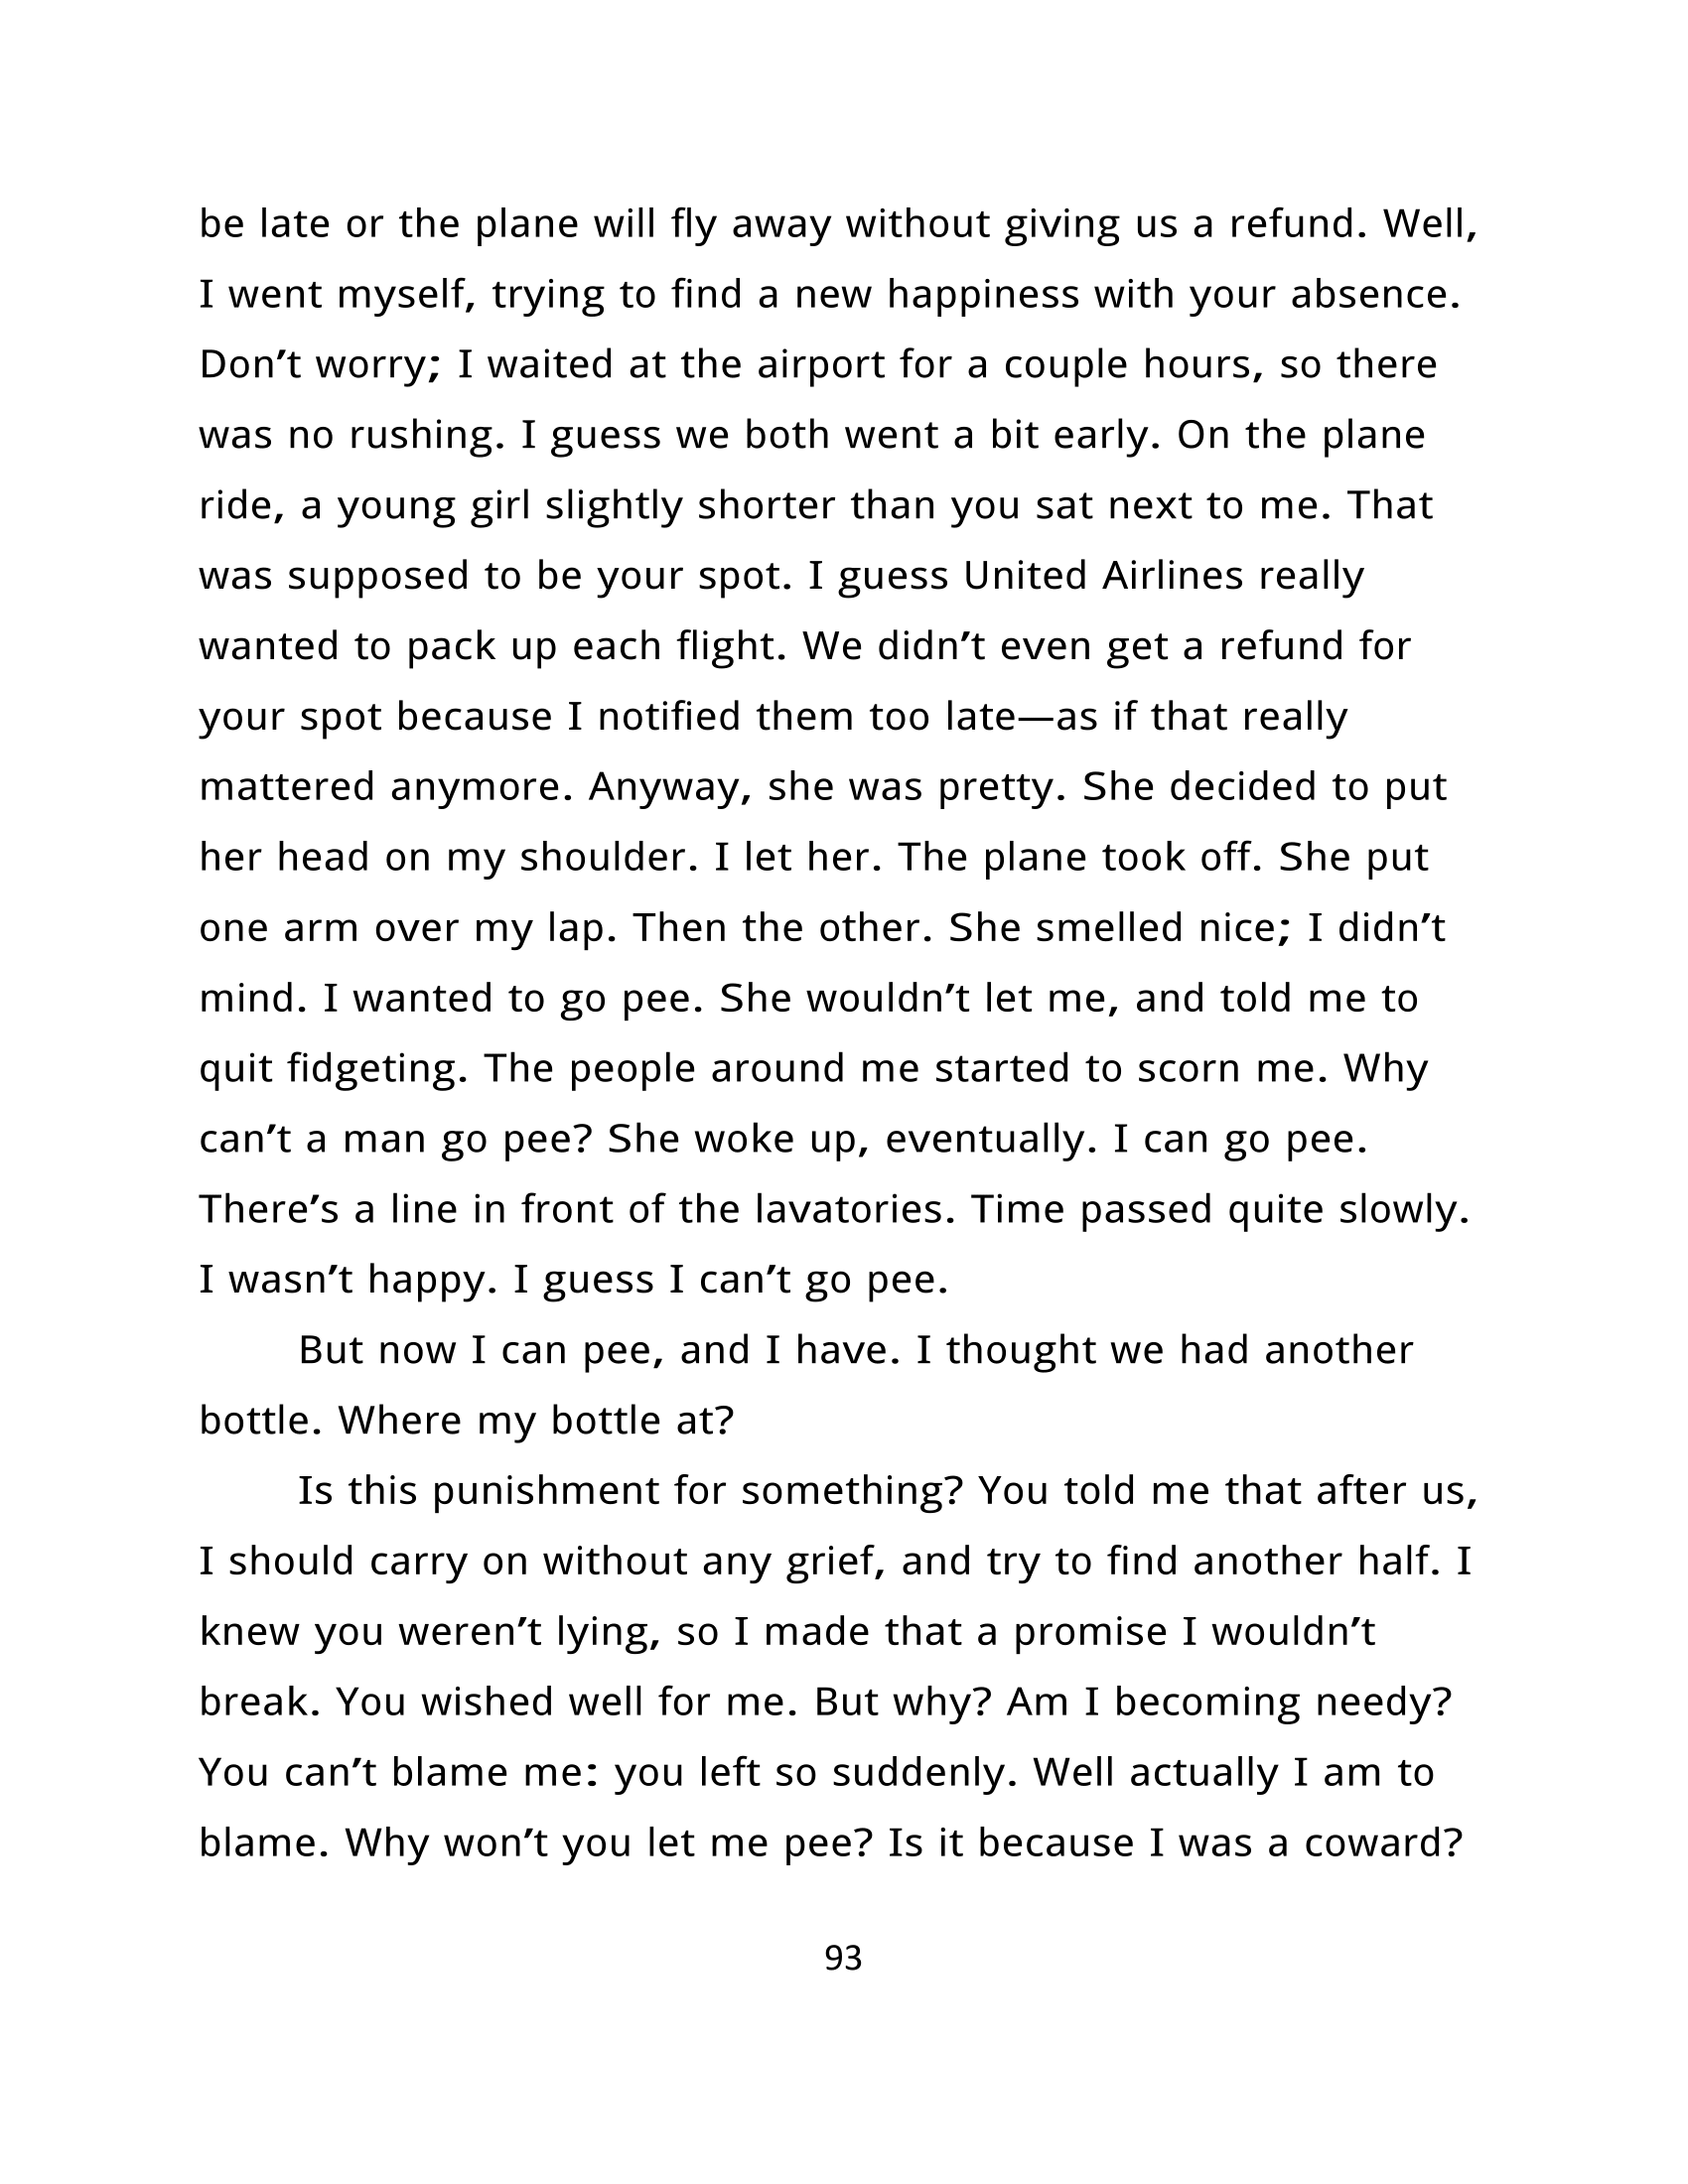 be late or the plane will fly away without giving us a refund. Well,
I went myself, trying to find a new happiness with your absence.
Don’t worry; I waited at the airport for a couple hours, so there
was no rushing. I guess we both went a bit early. On the plane
ride, a young girl slightly shorter than you sat next to me. That
was supposed to be your spot. I guess United Airlines really
wanted to pack up each flight. We didn’t even get a refund for
your spot because I notified them too late—as if that really
mattered anymore. Anyway, she was pretty. She decided to put
her head on my shoulder. I let her. The plane took off. She put
one arm over my lap. Then the other. She smelled nice; I didn’t
mind. I wanted to go pee. She wouldn’t let me, and told me to
quit fidgeting. The people around me started to scorn me. Why
can’t a man go pee? She woke up, eventually. I can go pee.
There’s a line in front of the lavatories. Time passed quite slowly.
I wasn’t happy. I guess I can’t go pee.
But now I can pee, and I have. I thought we had another
bottle. Where my bottle at?
Is this punishment for something? You told me that after us,
I should carry on without any grief, and try to find another half. I
knew you weren’t lying, so I made that a promise I wouldn’t
break. You wished well for me. But why? Am I becoming needy?
You can’t blame me: you left so suddenly. Well actually I am to
blame. Why won’t you let me pee? Is it because I was a coward?
93